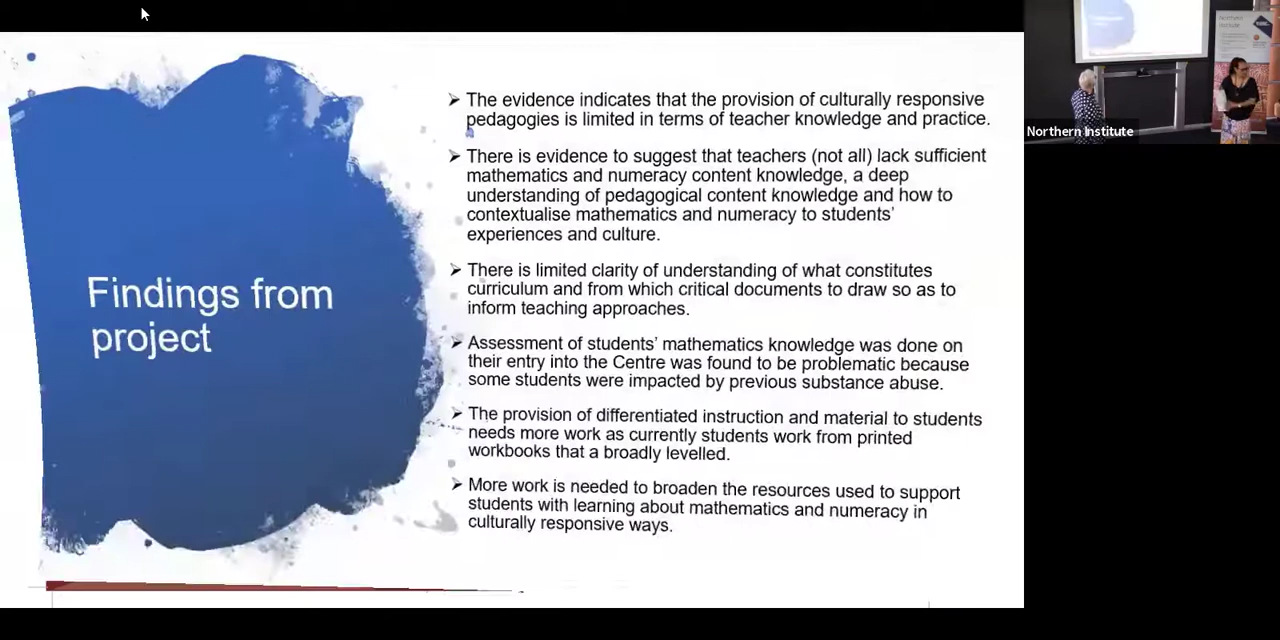 Findings from
project
➤ The evidence indicates that the provision of culturally responsive
pedagogies is limited in terms of teacher knowledge and practice.
➤ There is evidence to suggest that teachers (not all) lack sufficient
mathematics and numeracy content knowledge, a deep
understanding of pedagogical content knowledge and how to
contextualise mathematics and numeracy to students’
experiences and culture.
➤ There is limited clarity of understanding of what constitutes
curriculum and from which critical documents to draw so as to
inform teaching approaches.
➤ Assessment of students’ mathematics knowledge was done on
their entry into the Centre was found to be problematic because
some students were impacted by previous substance abuse.
➤ The provision of differentiated instruction and material to students
needs more work as currently students work from printed
workbooks that a broadly levelled.
➤ More work is needed to broaden the resources used to support
students with learning about mathematics and numeracy in
culturally responsive ways.
Northern
Institute
Northern Institute